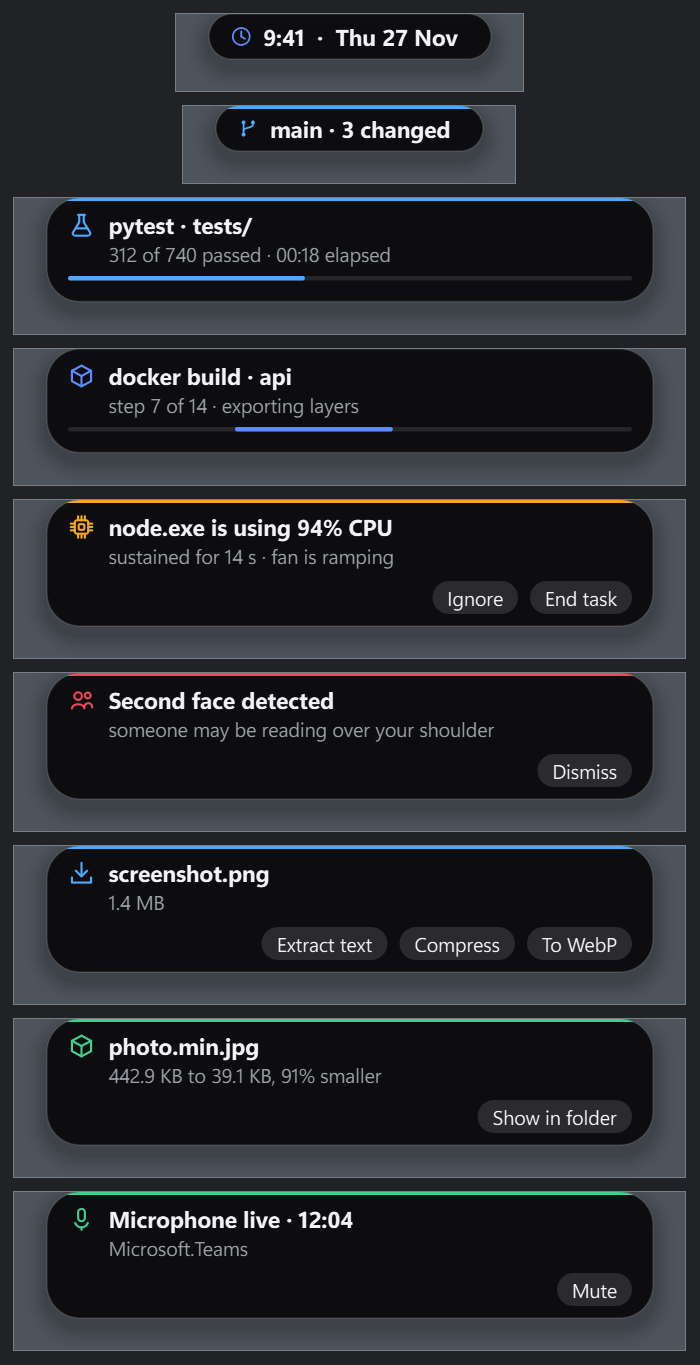 9:41 · Thu 27 Nov
main · 3 changed
pytest · tests/
312 of 740 passed · 00:18 elapsed
docker build · api
step 7 of 14 · exporting layers
node.exe is using 94% CPU
sustained for 14 s · fan is ramping
Ignore End task
Second face detected
someone may be reading over your shoulder
Dismiss
screenshot.png
1.4 MB
Extract text Compress To WebP
photo.min.jpg
442.9 KB to 39.1 KB, 91% smaller
Show in folder
Microphone live · 12:04
Microsoft.Teams
Mute